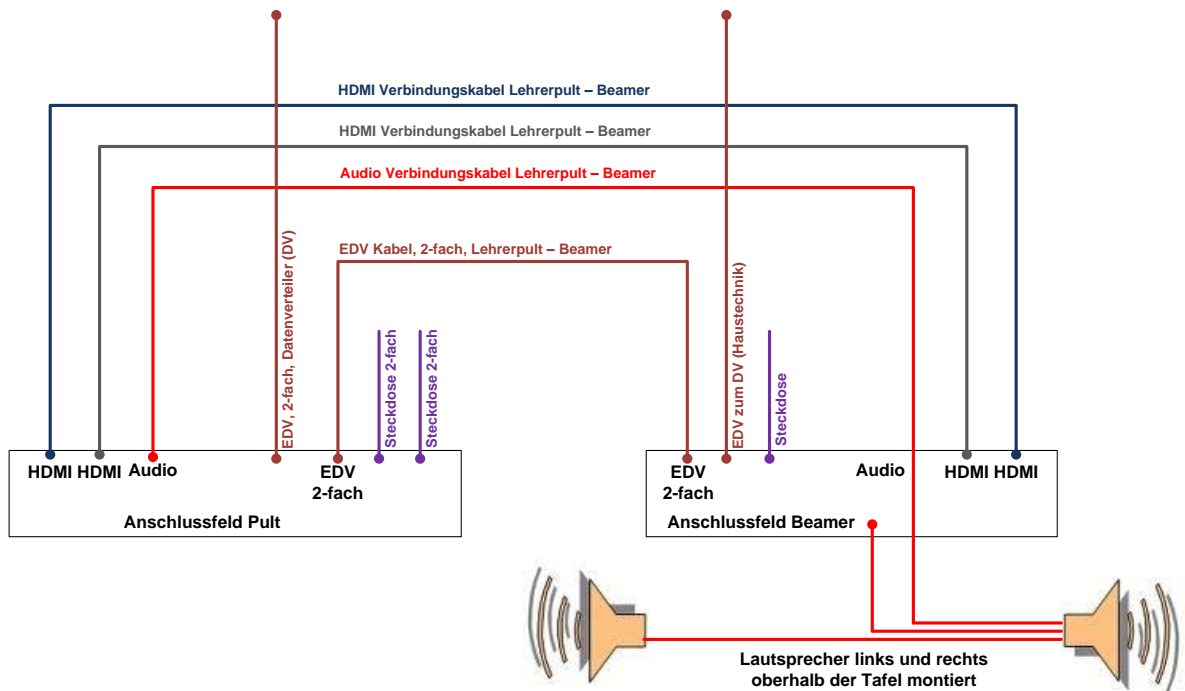 HDMI Verbindungskabel Lehrerpult – Beamer
HDMI Verbindungskabel Lehrerpult – Beamer
Audio Verbindungskabel Lehrerpult – Beamer
EDV Kabel, 2-fach, Lehrerpult – Beamer
EDV, 2-fach, Datenverteiler (DV)
Steckdose 2-fach
Steckdose 2-fach
EDV zum DV (Haustechnik)
Steckdose
HDMI HDMI Audio
EDV
2-fach
Anschlussfeld Pult
EDV
2-fach
Audio
HDMI HDMI
Anschlussfeld Beamer
Lautsprecher links und rechts
oberhalb der Tafel montiert